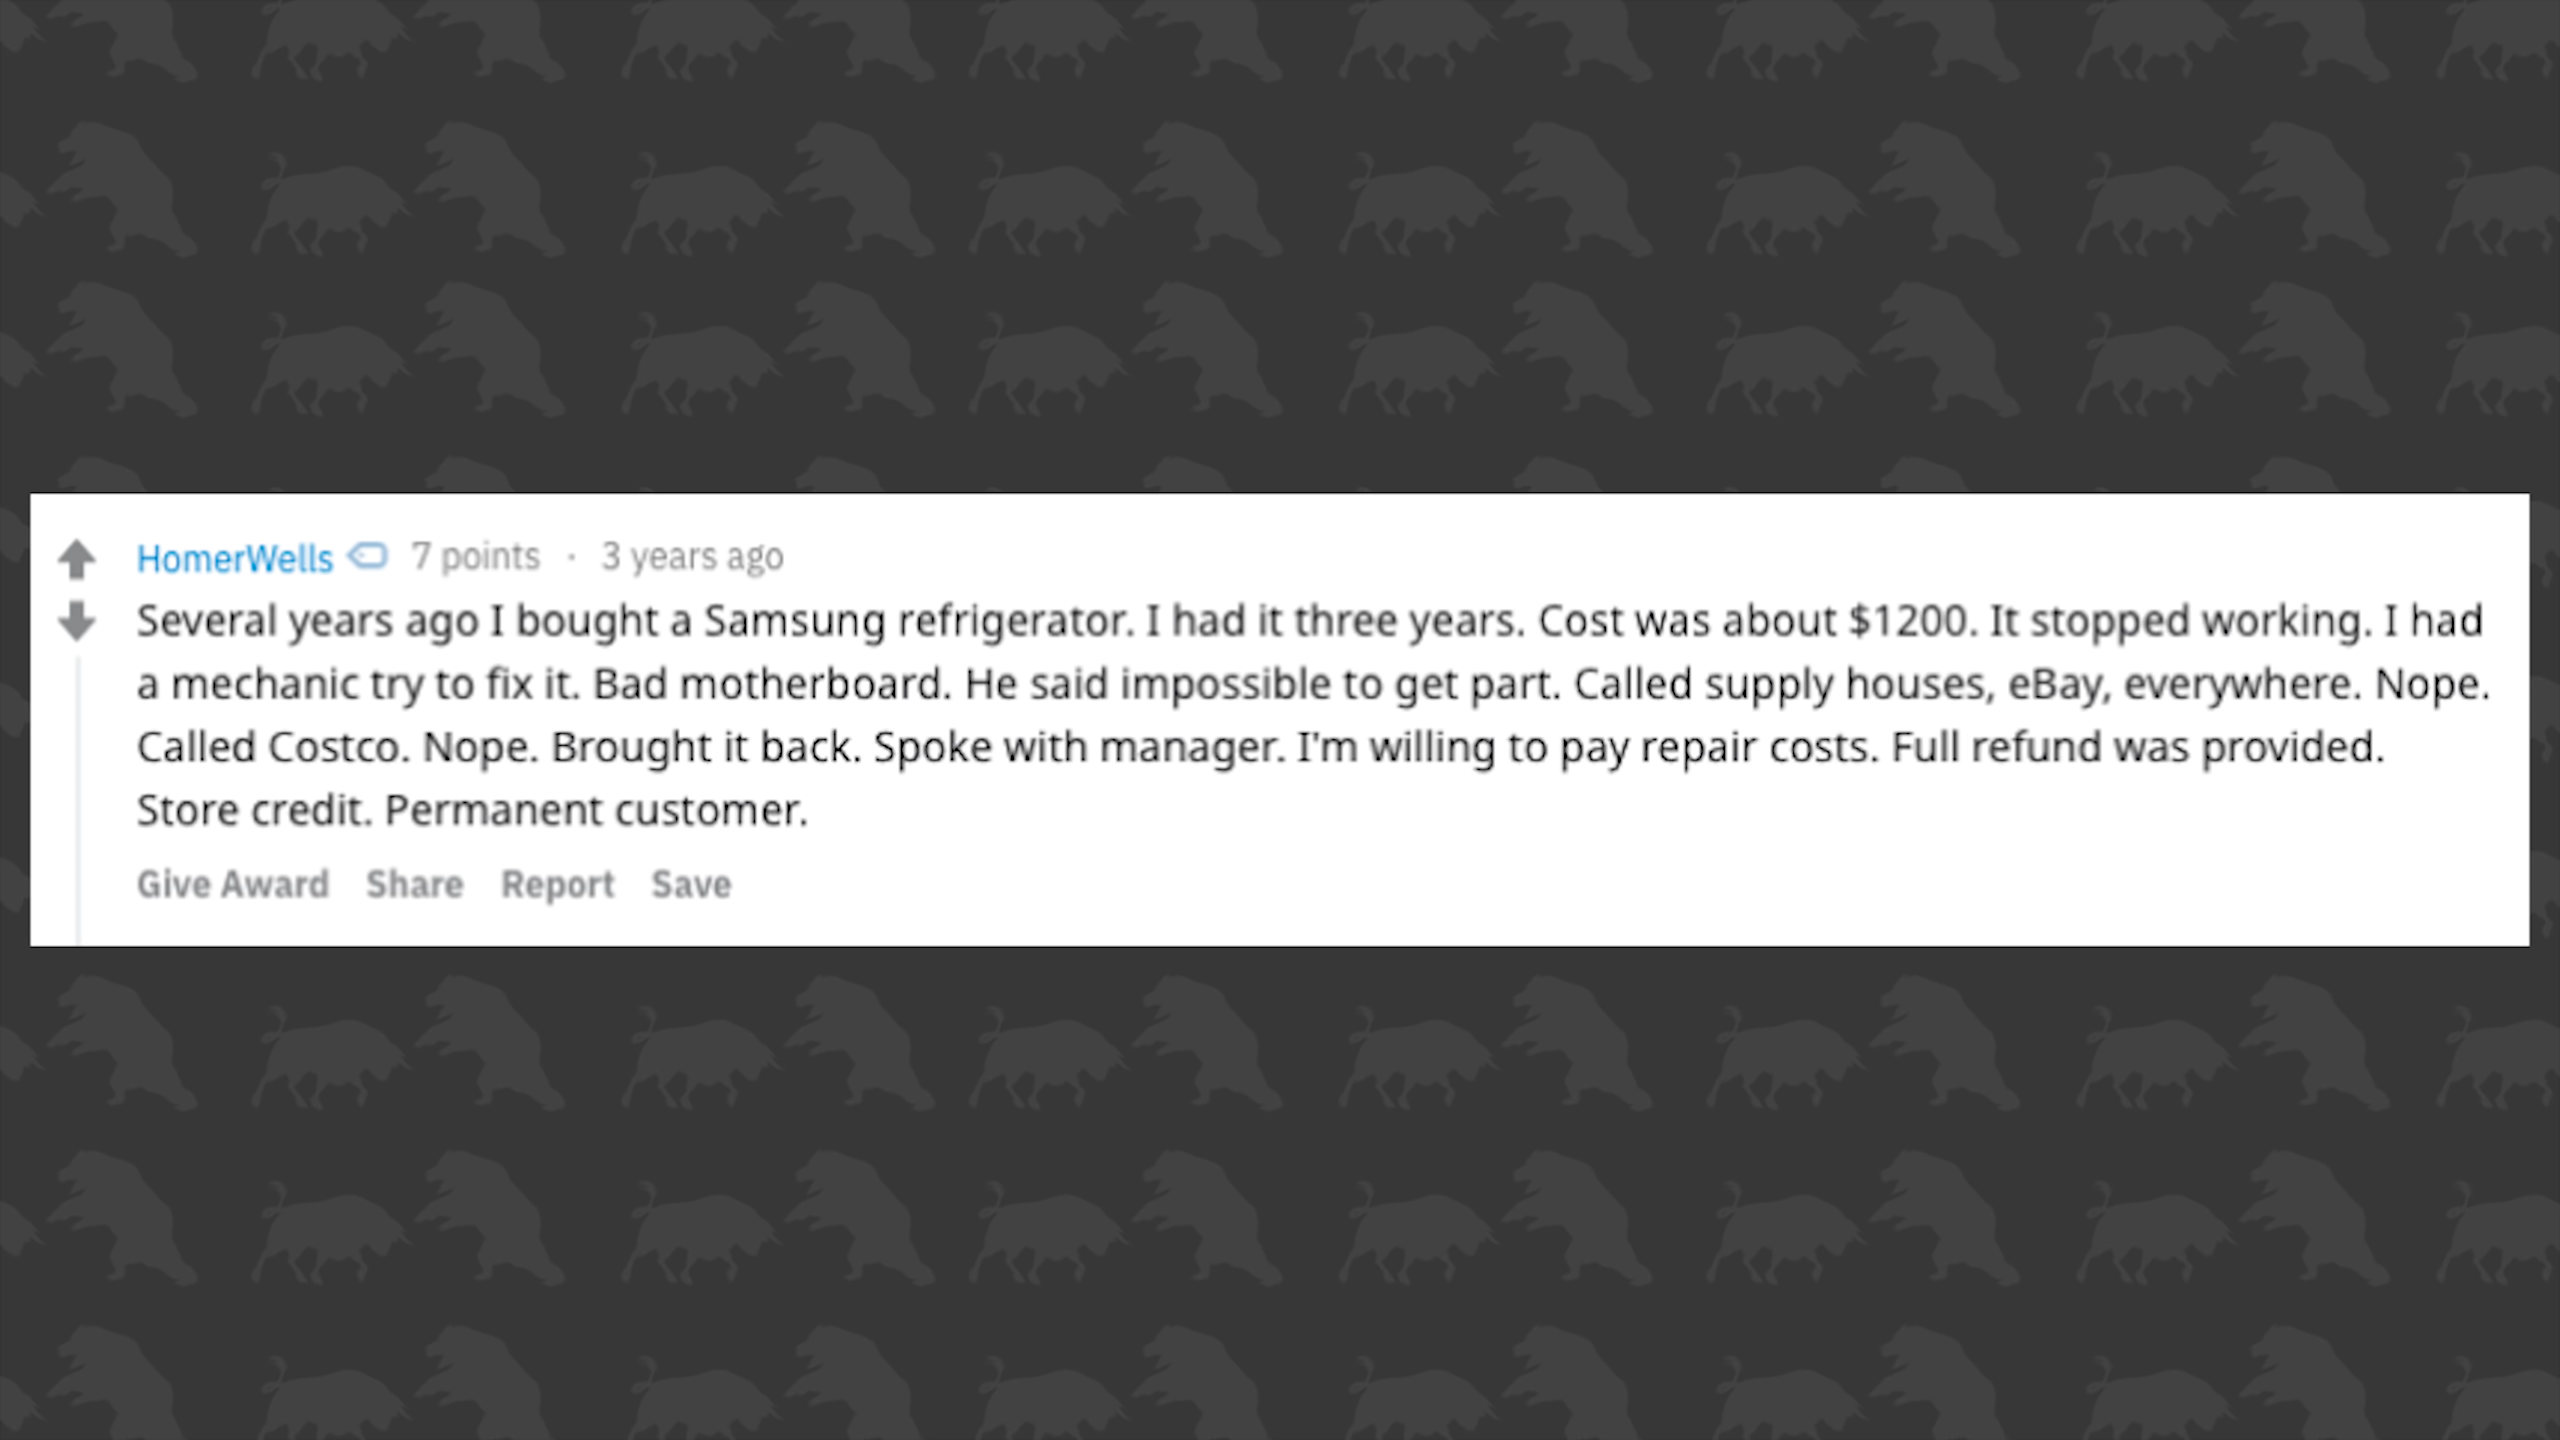 HomerWells 7 points · 3 years ago
Several years ago I bought a Samsung refrigerator. I had it three years. Cost was about $1200. It stopped working. I had
a mechanic try to fix it. Bad motherboard. He said impossible to get part. Called supply houses, eBay, everywhere. Nope.
Called Costco. Nope. Brought it back. Spoke with manager. I'm willing to pay repair costs. Full refund was provided.
Store credit. Permanent customer.
Give Award Share Report Save